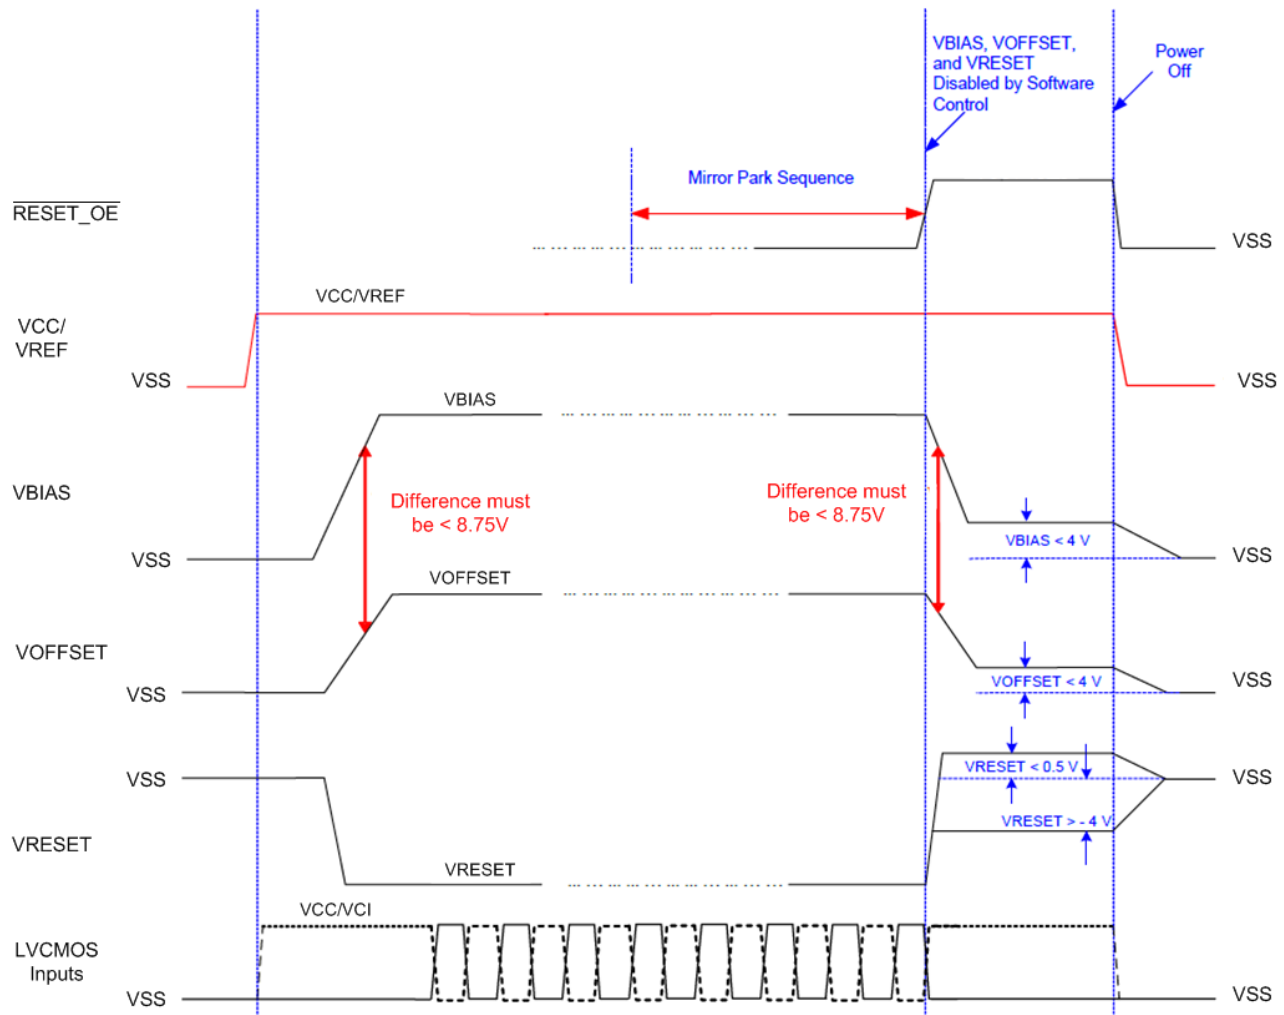 VBIAS, VOFFSET,
and VRESET
Disabled by Software
Control
Power
Off
Mirror Park Sequence
RESET_OE
VSS
VCC/VREF
VCC/
VREF
VSS
VSS
VBIAS
VBIAS
Difference must
be < 8.75V
Difference must
be < 8.75V
VBIAS < 4 V
VSS
VSS
VOFFSET
VOFFSET
VOFFSET < 4 V
VSS
VSS
VSS
VRESET < 0.5 V
VSS
VRESET > - 4 V
VRESET
VRESET
VCC/VCI
LVCMOS
Inputs
VSS
VSS